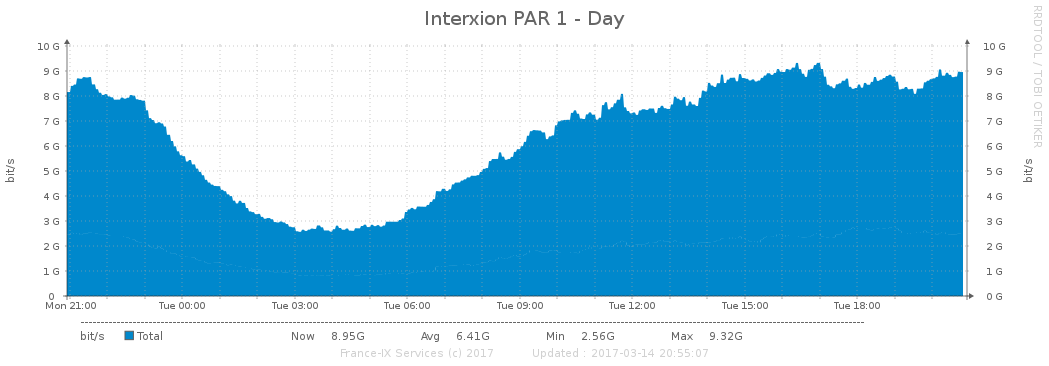 Interxion PAR 1 - Day
RRDTOOL / TOBI OETIKER
10 G 10 G
9 G 9 G
8 G 8 G
7 G 7 G
6 G 6 G
5 G 5 G
4 G 4 G
3 G 3 G
2 G 2 G
1 G 1 G
0 0 G
bit/s bit/s
Mon 21:00 Tue 00:00 Tue 03:00 Tue 06:00 Tue 09:00 Tue 12:00 Tue 15:00 Tue 18:00
bit/s Total Now 8.95G Avg 6.41G Min 2.56G Max 9.32G
France-IX Services (c) 2017 Updated : 2017-03-14 20:55:07